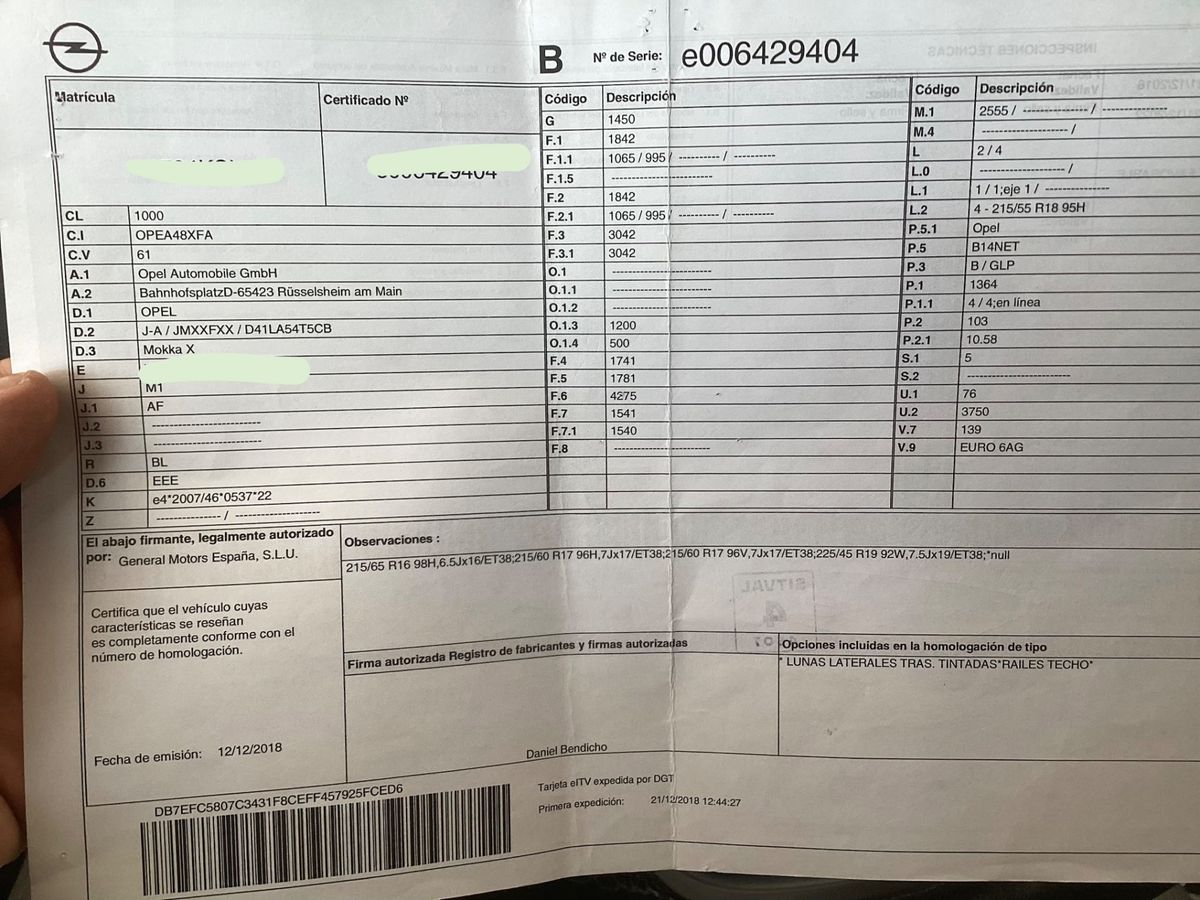 B Nº de Serie: e006429404
Matrícula
Certificado Nº
CL 1000
C.I OPEA48XFA
C.V 61
A.1 Opel Automobile GmbH
A.2 BahnhofsplatzD-65423 Rüsselsheim am Main
D.1 OPEL
D.2 J-A / JMXXFXX / D41LA54T5CB
D.3 Mokka X
E
J M1
J.1 AF
J.2 ------------------------
J.3 ------------------------
R BL
D.6 EEE
K e4*2007/46*0537*22
Z --------------- / --------------------
Código Descripción
G 1450
F.1 1842
F.1.1 1065 / 995 / ---------- / ----------
F.1.5 ------------------------
F.2 1842
F.2.1 1065 / 995 / ---------- / ----------
F.3 3042
F.3.1 3042
O.1 ------------------------
O.1.1 ------------------------
O.1.2 ------------------------
O.1.3 1200
O.1.4 500
F.4 1741
F.5 1781
F.6 4275
F.7 1541
F.7.1 1540
F.8 ------------------------
Código Descripción
M.1 2555 / --------------- / ---------------
M.4 -------------------- /
L 2 / 4
L.0 -------------------- /
L.1 1 / 1;eje 1 / ---------------
L.2 4 - 215/55 R18 95H
P.5.1 Opel
P.5 B14NET
P.3 B / GLP
P.1 1364
P.1.1 4 / 4;en línea
P.2 103
P.2.1 10.58
S.1 5
S.2 ------------------------
U.1 76
U.2 3750
V.7 139
V.9 EURO 6AG
El abajo firmante, legalmente autorizado
por: General Motors España, S.L.U.
Certifica que el vehículo cuyas
características se reseñan
es completamente conforme con el
número de homologación.
Fecha de emisión: 12/12/2018
Observaciones :
215/65 R16 98H,6.5Jx16/ET38;215/60 R17 96H,7Jx17/ET38;215/60 R17 96V,7Jx17/ET38;225/45 R19 92W,7.5Jx19/ET38;*null
Firma autorizada Registro de fabricantes y firmas autorizadas
Daniel Bendicho
Opciones incluidas en la homologación de tipo
* LUNAS LATERALES TRAS. TINTADAS*RAILES TECHO*
DB7EFC5807C3431F8CEFF457925FCED6
Tarjeta eITV expedida por DGT
Primera expedición: 21/12/2018 12:44:27